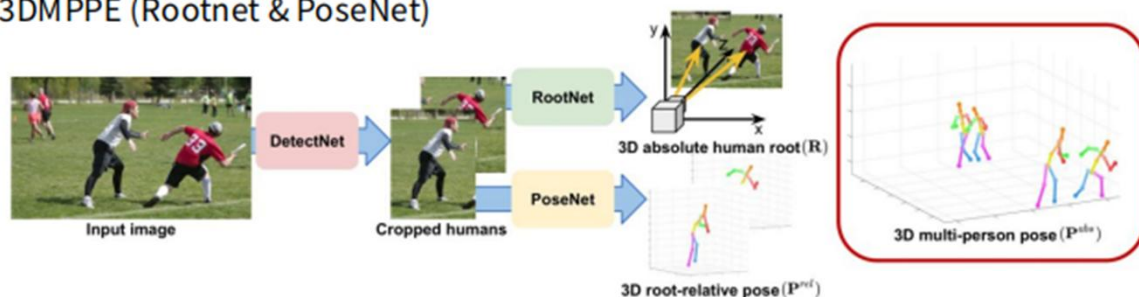 3DMPPE (Rootnet & PoseNet)
DetectNet
RootNet
PoseNet
Input image
Cropped humans
y
z
x
3D absolute human root(R)
3D root-relative pose(P^rel)
3D multi-person pose(P^abs)